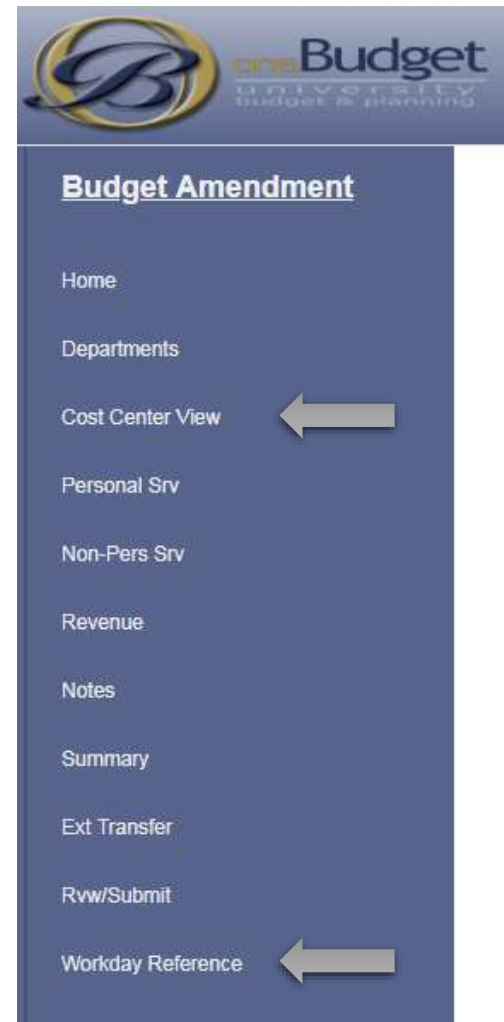 B
oneBudget
university
budget & planning
Budget Amendment
Home
Departments
Cost Center View
Personal Srv
Non-Pers Srv
Revenue
Notes
Summary
Ext Transfer
Rvw/Submit
Workday Reference